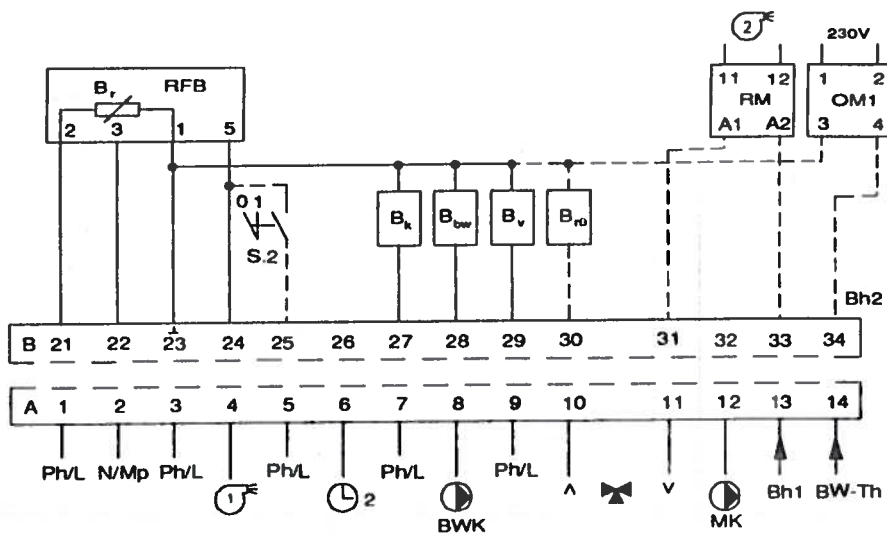 2 230V
Br RFB
11 12 1 2
RM OM1
2 3 1 5 A1 A2 3 4
0 1
S.2
Bk Bbw Bv Br0
Bh2
B 21 22 23 24 25 26 27 28 29 30 31 32 33 34
A 1 2 3 4 5 6 7 8 9 10 11 12 13 14
Ph/L N/Mp Ph/L 1 Ph/L 2 Ph/L BWK Ph/L ʌ v MK Bh1 BW-Th